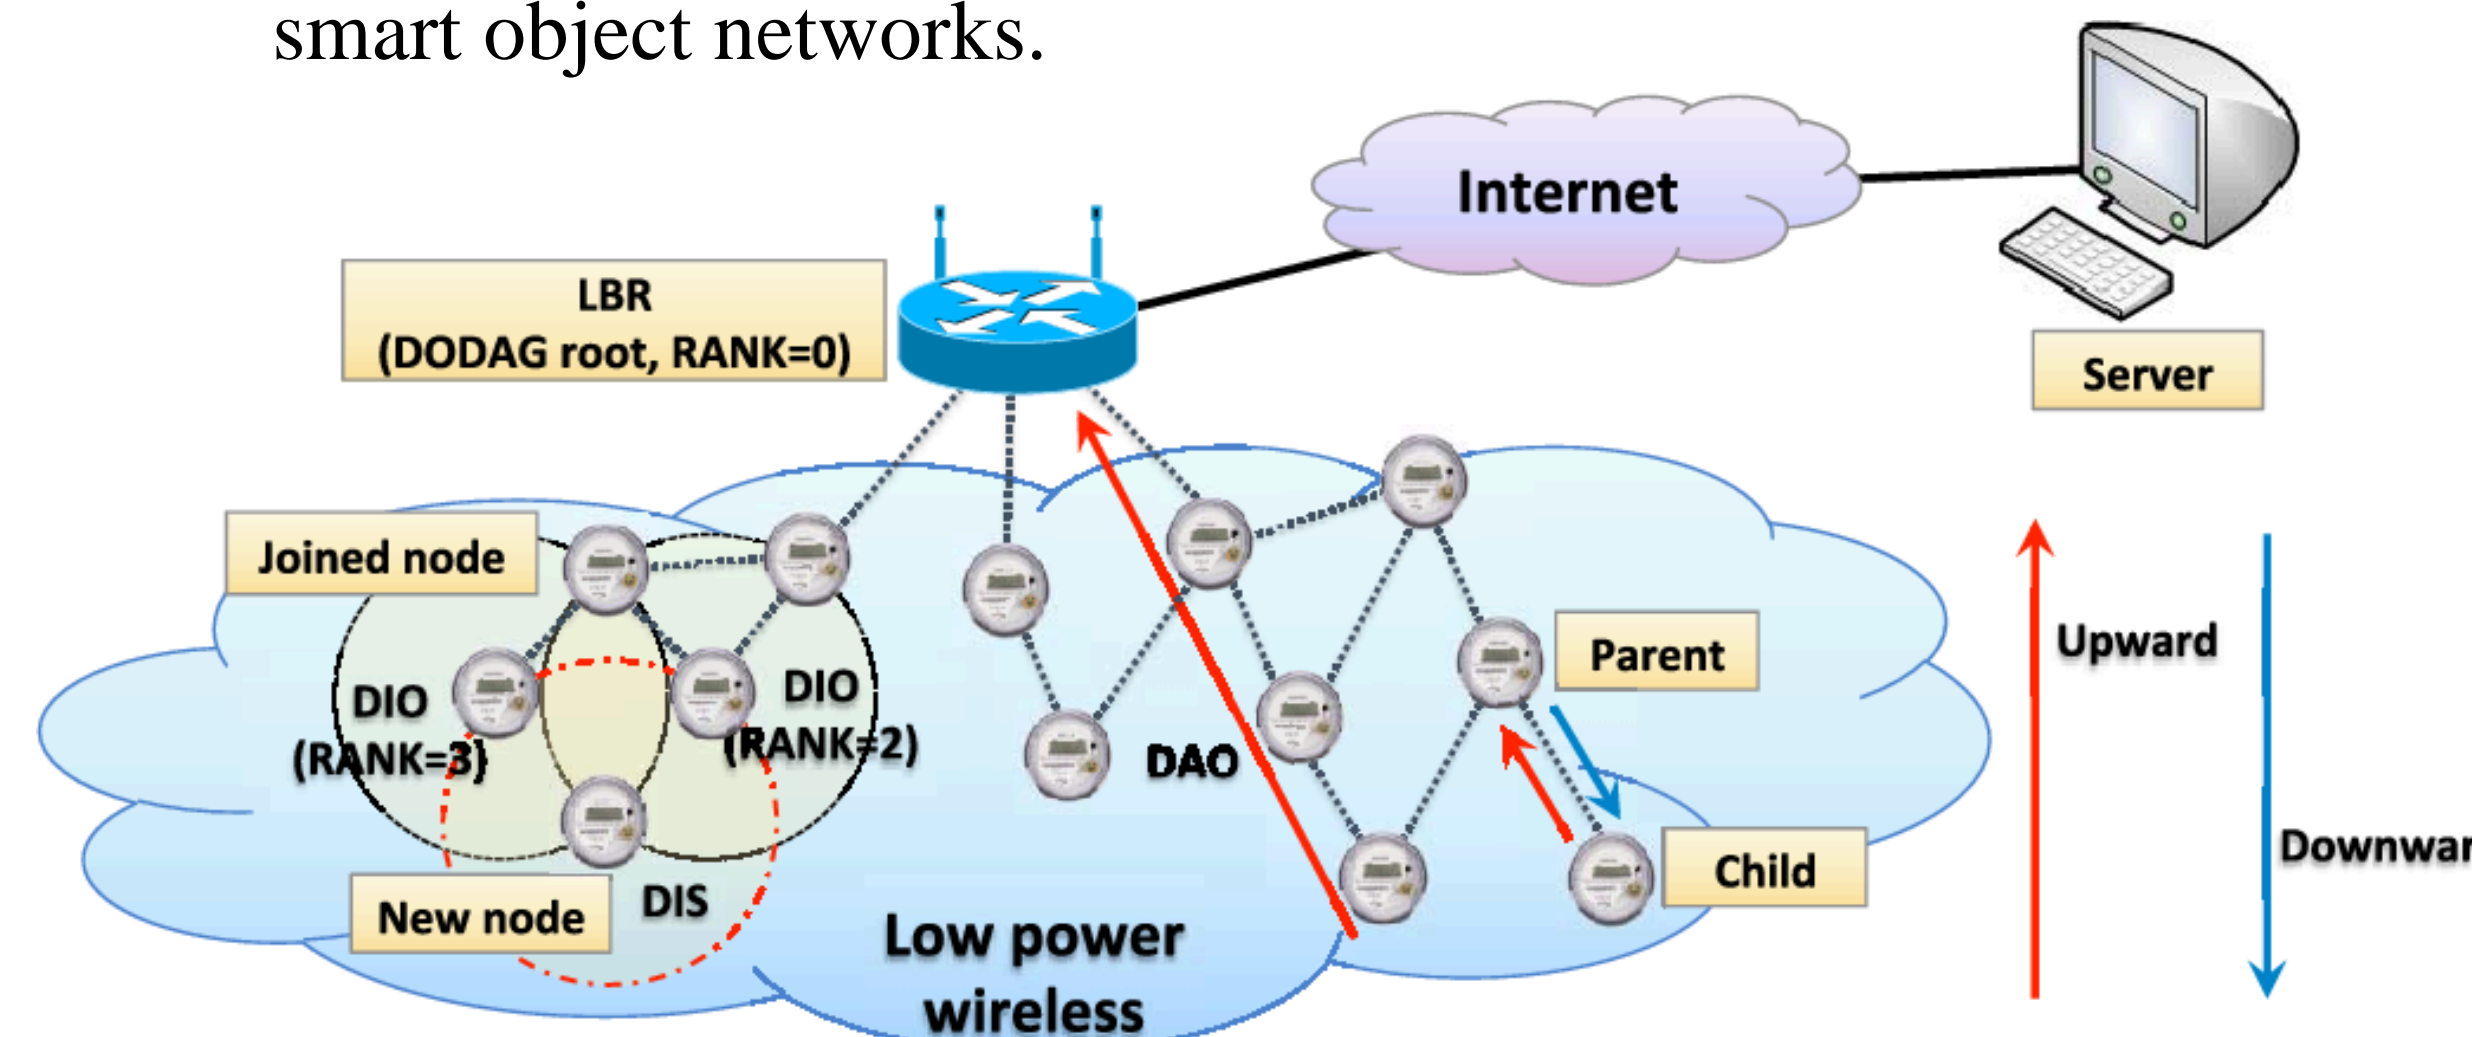 smart object networks.
Internet
LBR
(DODAG root, RANK=0)
Server
Joined node
Parent
Upward
DIO
(RANK=3)
DIO
(RANK=2)
DAO
Downwar
Child
New node
DIS
Low power
wireless